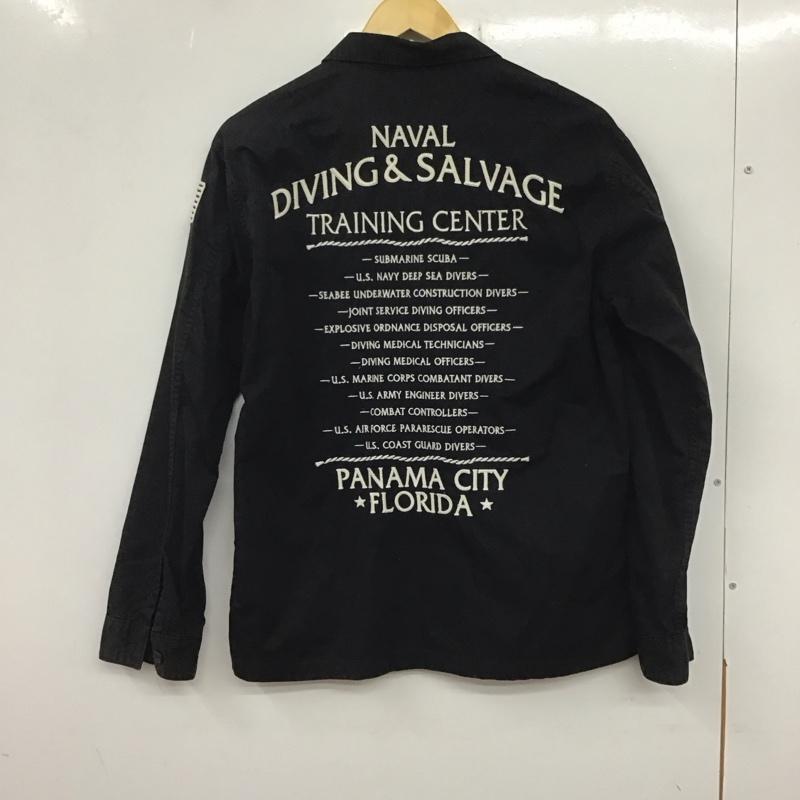 NAVAL
DIVING & SALVAGE
TRAINING CENTER
— SUBMARINE SCUBA —
— U.S. NAVY DEEP SEA DIVERS —
— SEABEE UNDERWATER CONSTRUCTION DIVERS —
— JOINT SERVICE DIVING OFFICERS —
— EXPLOSIVE ORDNANCE DISPOSAL OFFICERS —
— DIVING MEDICAL TECHNICIANS —
— DIVING MEDICAL OFFICERS —
— U.S. MARINE CORPS COMBATANT DIVERS —
— U.S. ARMY ENGINEER DIVERS —
— COMBAT CONTROLLERS —
— U.S. AIRFORCE PARARESCUE OPERATORS —
— U.S. COAST GUARD DIVERS —
PANAMA CITY
★ FLORIDA ★